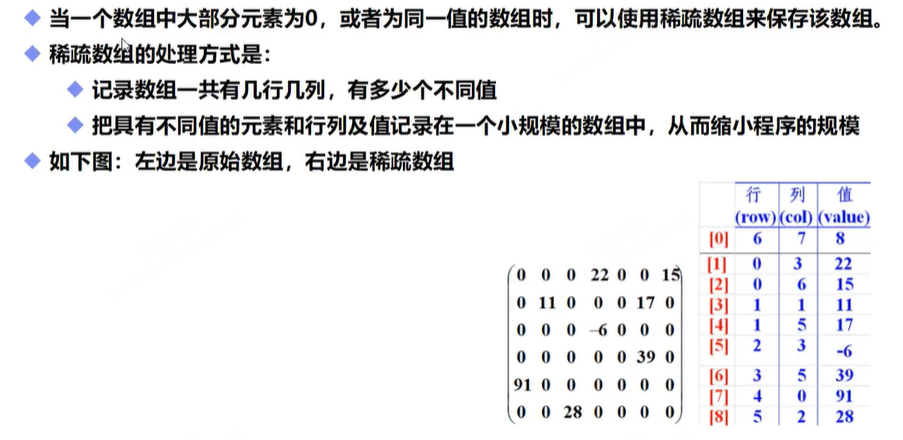 当一个数组中大部分元素为0，或者为同一值的数组时，可以使用稀疏数组来保存该数组。
稀疏数组的处理方式是：
记录数组一共有几行几列，有多少个不同值
把具有不同值的元素和行列及值记录在一个小规模的数组中，从而缩小程序的规模
如下图：左边是原始数组，右边是稀疏数组
0 0 0 22 0 0 15
0 11 0 0 0 17 0
0 0 0 -6 0 0 0
0 0 0 0 0 39 0
91 0 0 0 0 0 0
0 0 28 0 0 0 0
行 列 值
(row) (col) (value)
[0] 6 7 8
[1] 0 3 22
[2] 0 6 15
[3] 1 1 11
[4] 1 5 17
[5] 2 3 -6
[6] 3 5 39
[7] 4 0 91
[8] 5 2 28